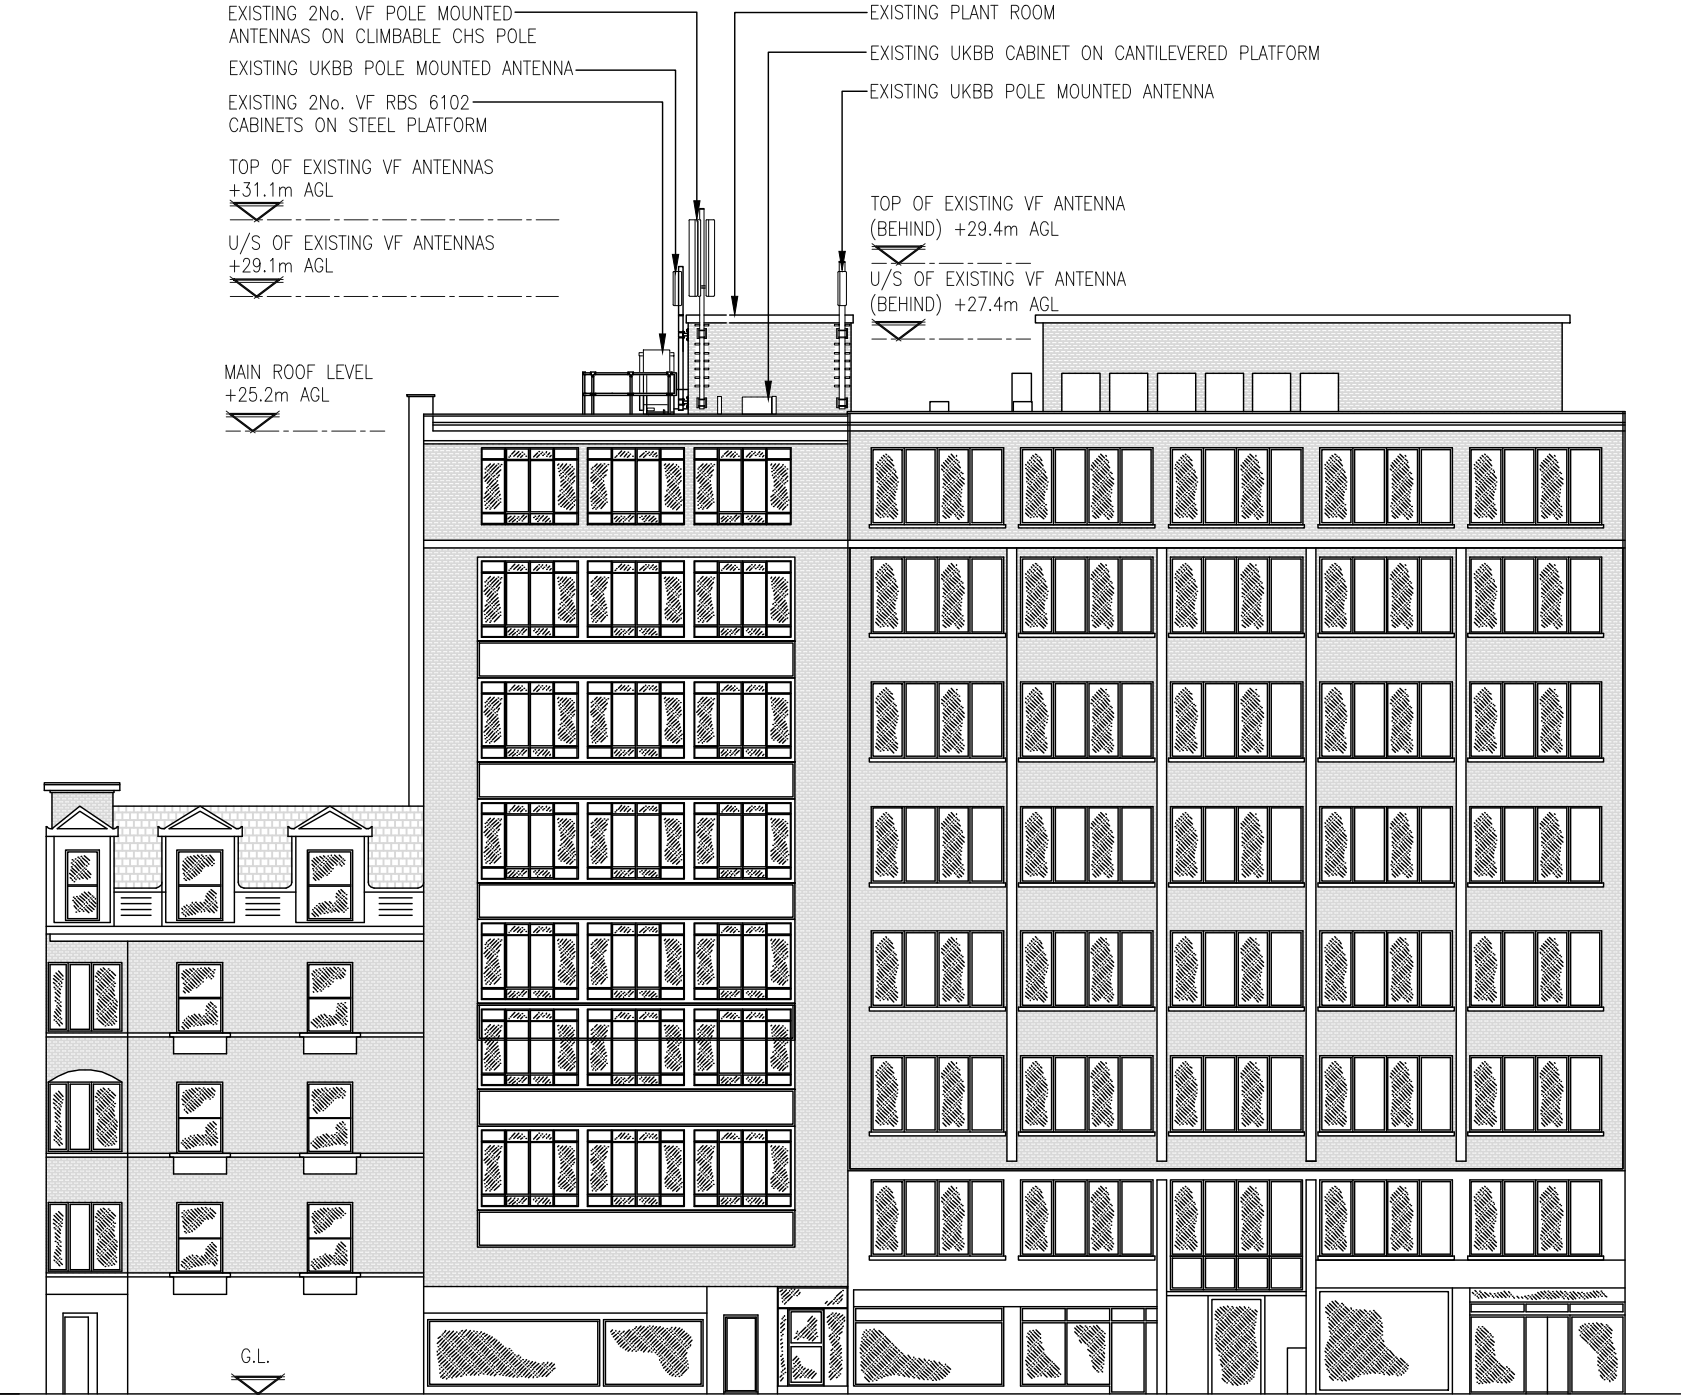 EXISTING 2No. VF POLE MOUNTED
ANTENNAS ON CLIMBABLE CHS POLE
EXISTING UKBB POLE MOUNTED ANTENNA
EXISTING 2No. VF RBS 6102
CABINETS ON STEEL PLATFORM
TOP OF EXISTING VF ANTENNAS
+31.1m AGL
U/S OF EXISTING VF ANTENNAS
+29.1m AGL
MAIN ROOF LEVEL
+25.2m AGL
EXISTING PLANT ROOM
EXISTING UKBB CABINET ON CANTILEVERED PLATFORM
EXISTING UKBB POLE MOUNTED ANTENNA
TOP OF EXISTING VF ANTENNA
(BEHIND) +29.4m AGL
U/S OF EXISTING VF ANTENNA
(BEHIND) +27.4m AGL
G.L.